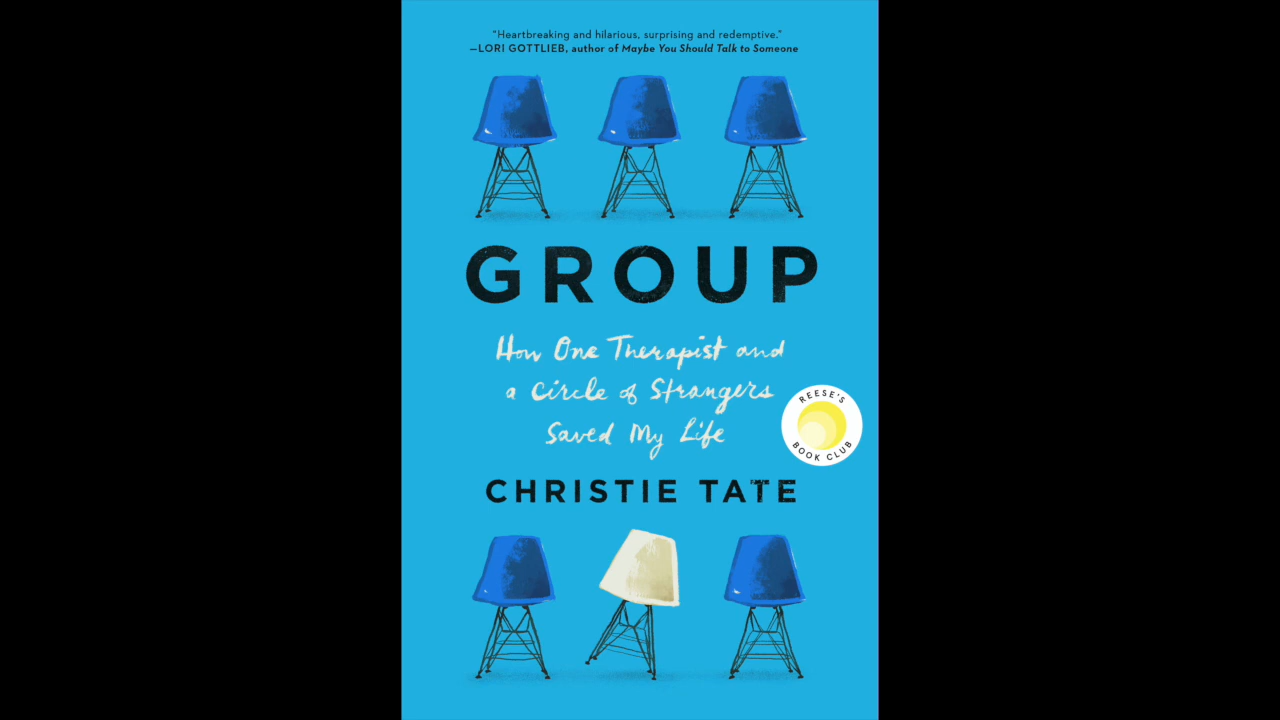 “Heartbreaking and hilarious, surprising and redemptive.”
—LORI GOTTLIEB, author of Maybe You Should Talk to Someone
GROUP
How One Therapist and
a Circle of Strangers
Saved My Life
REESE'S
BOOK CLUB
CHRISTIE TATE